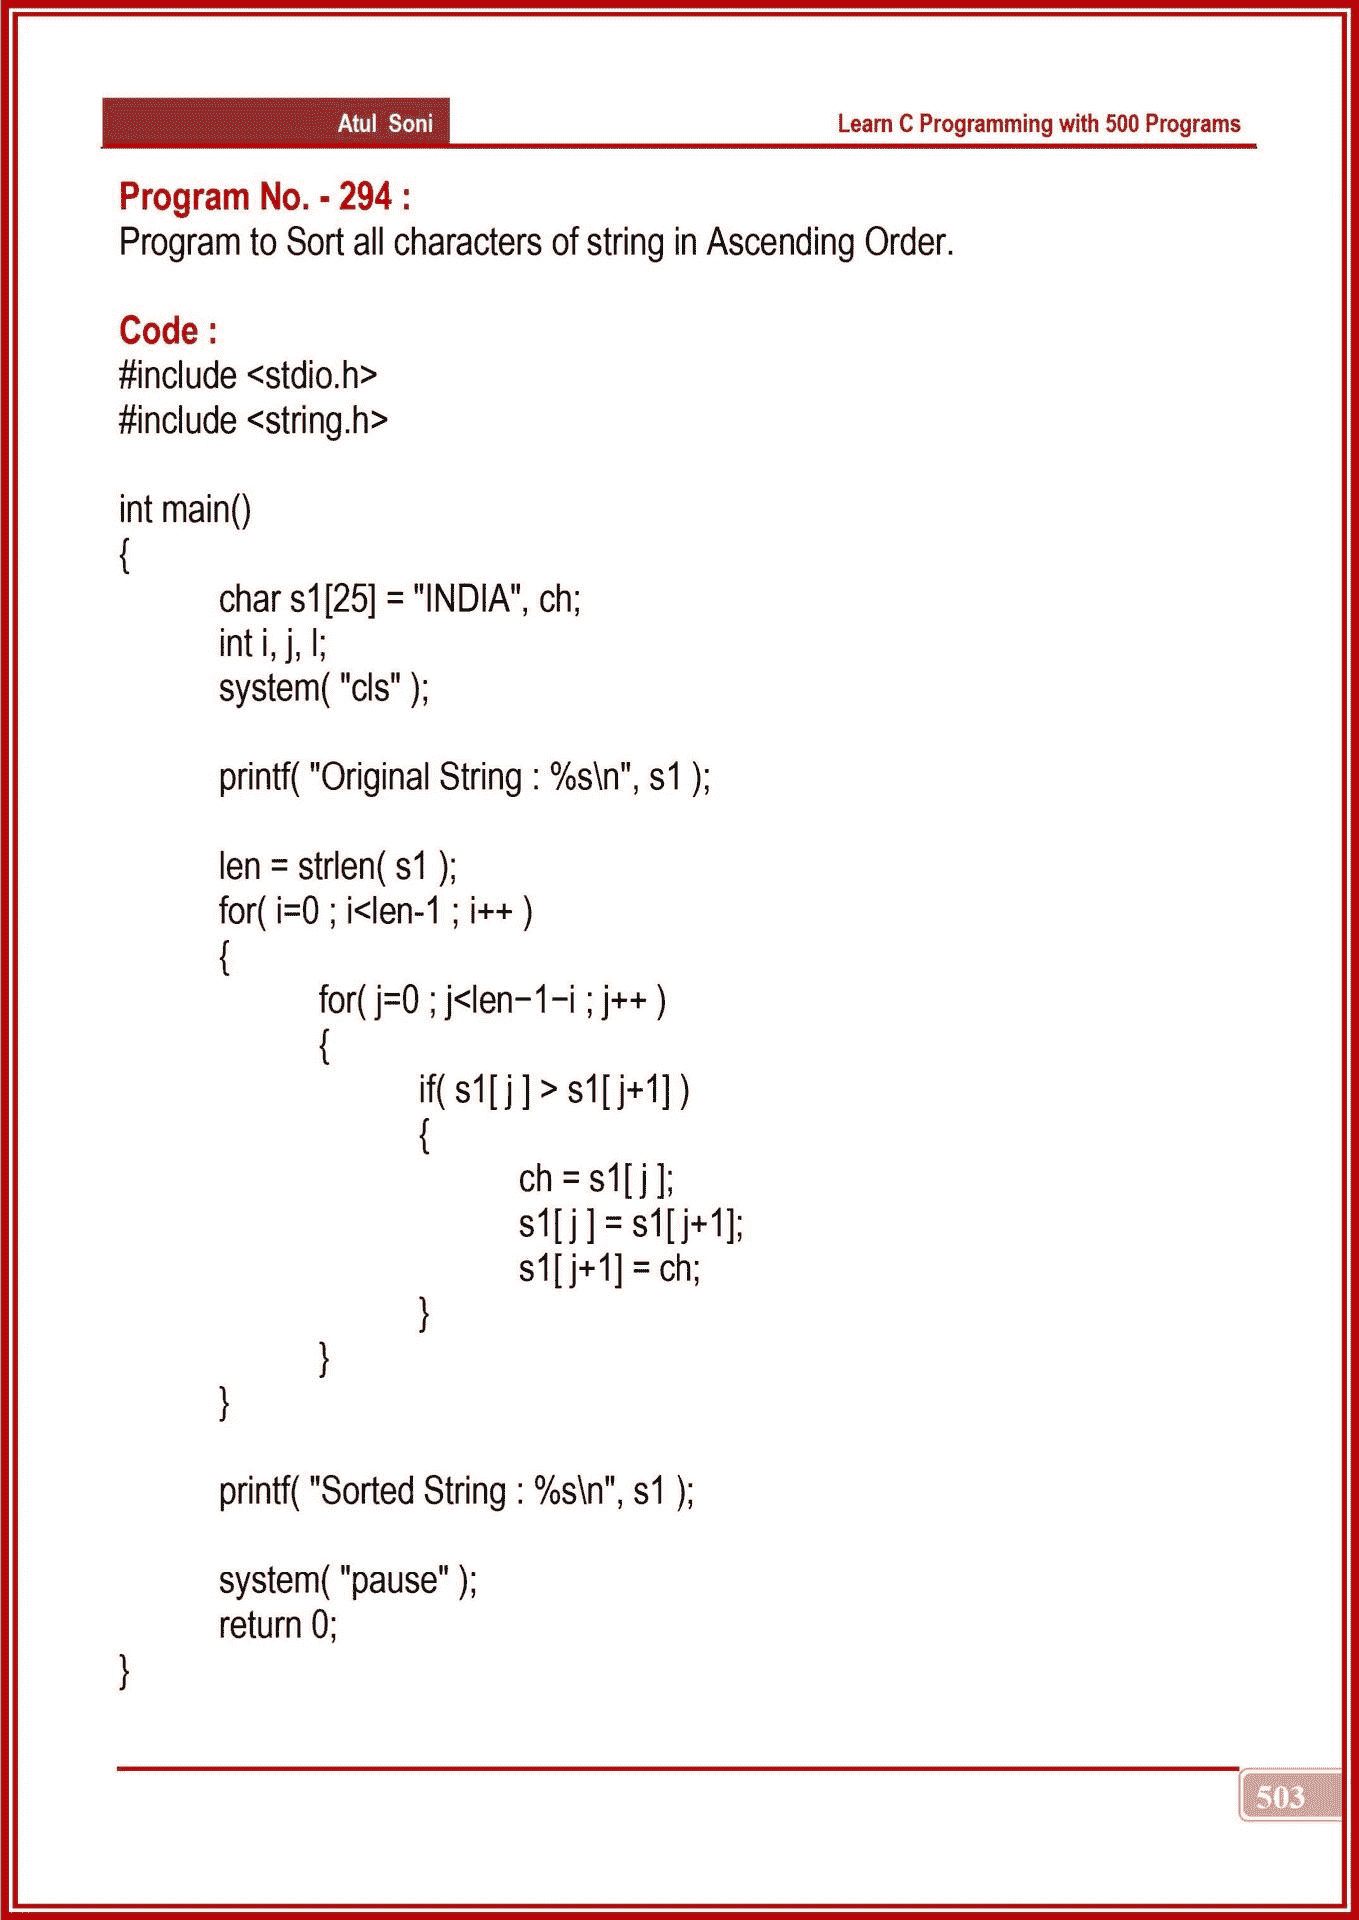 Atul Soni
Learn C Programming with 500 Programs
Program No. - 294 :
Program to Sort all characters of string in Ascending Order.
Code :
#include <stdio.h>
#include <string.h>
int main()
{
char s1[25] = "INDIA", ch;
int i, j, l;
system( "cls" );
printf( "Original String : %s\n", s1 );
len = strlen( s1 );
for( i=0 ; i<len-1 ; i++ )
{
for( j=0 ; j<len−1−i ; j++ )
{
if( s1[ j ] > s1[ j+1] )
{
ch = s1[ j ];
s1[ j ] = s1[ j+1];
s1[ j+1] = ch;
}
}
}
printf( "Sorted String : %s\n", s1 );
system( "pause" );
return 0;
}
503